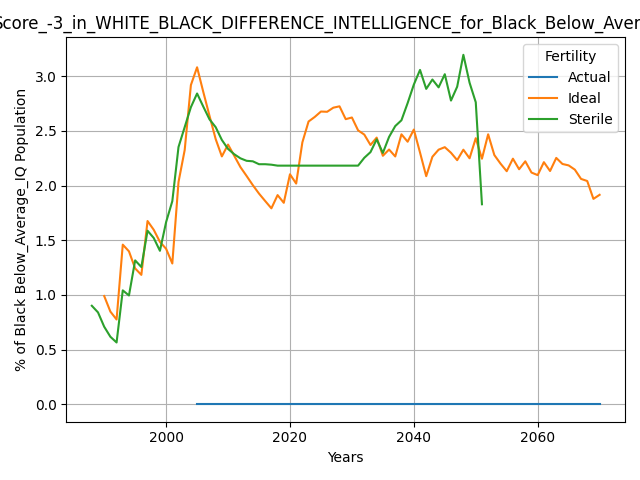 Score_-3_in_WHITE_BLACK_DIFFERENCE_INTELLIGENCE_for_Black_Below_Aver
Fertility
Actual
Ideal
Sterile
% of Black Below_Average_IQ Population
3.0
2.5
2.0
1.5
1.0
0.5
0.0
2000 2020 2040 2060
Years